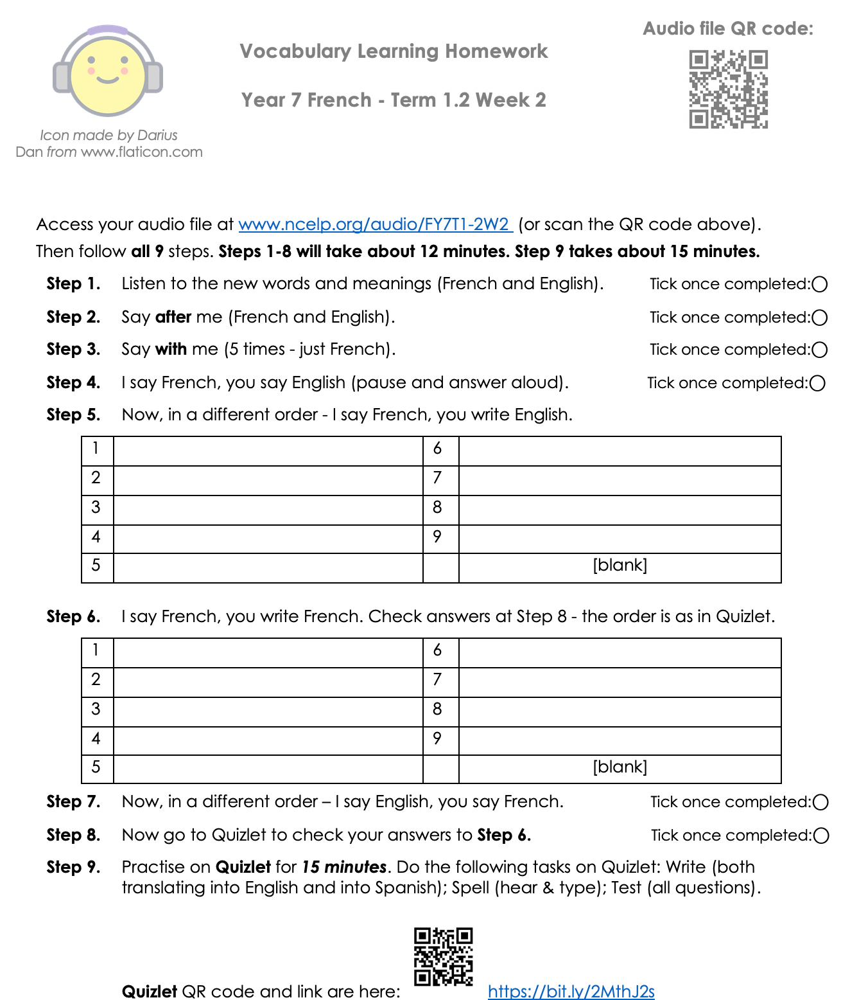 Audio file QR code:
Vocabulary Learning Homework
Year 7 French - Term 1.2 Week 2
Icon made by Darius
Dan from www.flaticon.com
Access your audio file at www.ncelp.org/audio/FY7T1-2W2 (or scan the QR code above).
Then follow all 9 steps. Steps 1-8 will take about 12 minutes. Step 9 takes about 15 minutes.
Step 1. Listen to the new words and meanings (French and English). Tick once completed:
Step 2. Say after me (French and English). Tick once completed:
Step 3. Say with me (5 times - just French). Tick once completed:
Step 4. I say French, you say English (pause and answer aloud). Tick once completed:
Step 5. Now, in a different order - I say French, you write English.
1 6
2 7
3 8
4 9
5 [blank]
Step 6. I say French, you write French. Check answers at Step 8 - the order is as in Quizlet.
1 6
2 7
3 8
4 9
5 [blank]
Step 7. Now, in a different order – I say English, you say French. Tick once completed:
Step 8. Now go to Quizlet to check your answers to Step 6. Tick once completed:
Step 9. Practise on Quizlet for 15 minutes. Do the following tasks on Quizlet: Write (both
translating into English and into Spanish); Spell (hear & type); Test (all questions).
Quizlet QR code and link are here: https://bit.ly/2MthJ2s